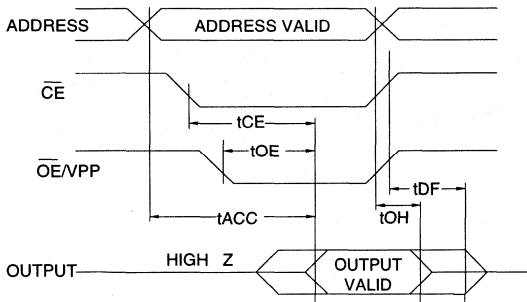 ADDRESS
ADDRESS VALID
CE
tCE
tOE
OE/VPP
tDF
tACC
tOH
HIGH Z
OUTPUT
OUTPUT
VALID